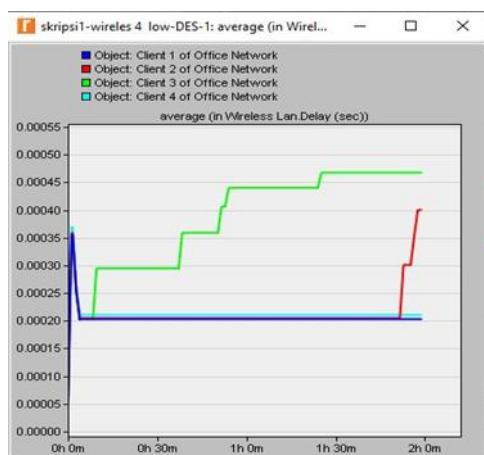 skripsi1-wireles 4 low-DES-1: average (in Wirel...
Object: Client 1 of Office Network
Object: Client 2 of Office Network
Object: Client 3 of Office Network
Object: Client 4 of Office Network
average (in Wireless Lan.Delay (sec))
0.00055
0.00050
0.00045
0.00040
0.00035
0.00030
0.00025
0.00020
0.00015
0.00010
0.00005
0.00000
0h 0m 0h 30m 1h 0m 1h 30m 2h 0m